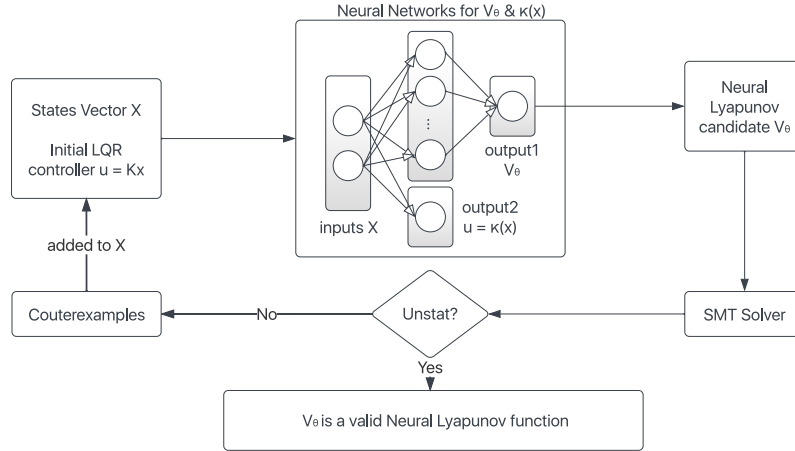 Neural Networks for Vθ & κ(x)
States Vector X
Initial LQR
controller u = Kx
inputs X
...
output1
Vθ
output2
u = κ(x)
Neural
Lyapunov
candidate Vθ
added to X
Couterexamples
No
Unstat?
SMT Solver
Yes
Vθ is a valid Neural Lyapunov function